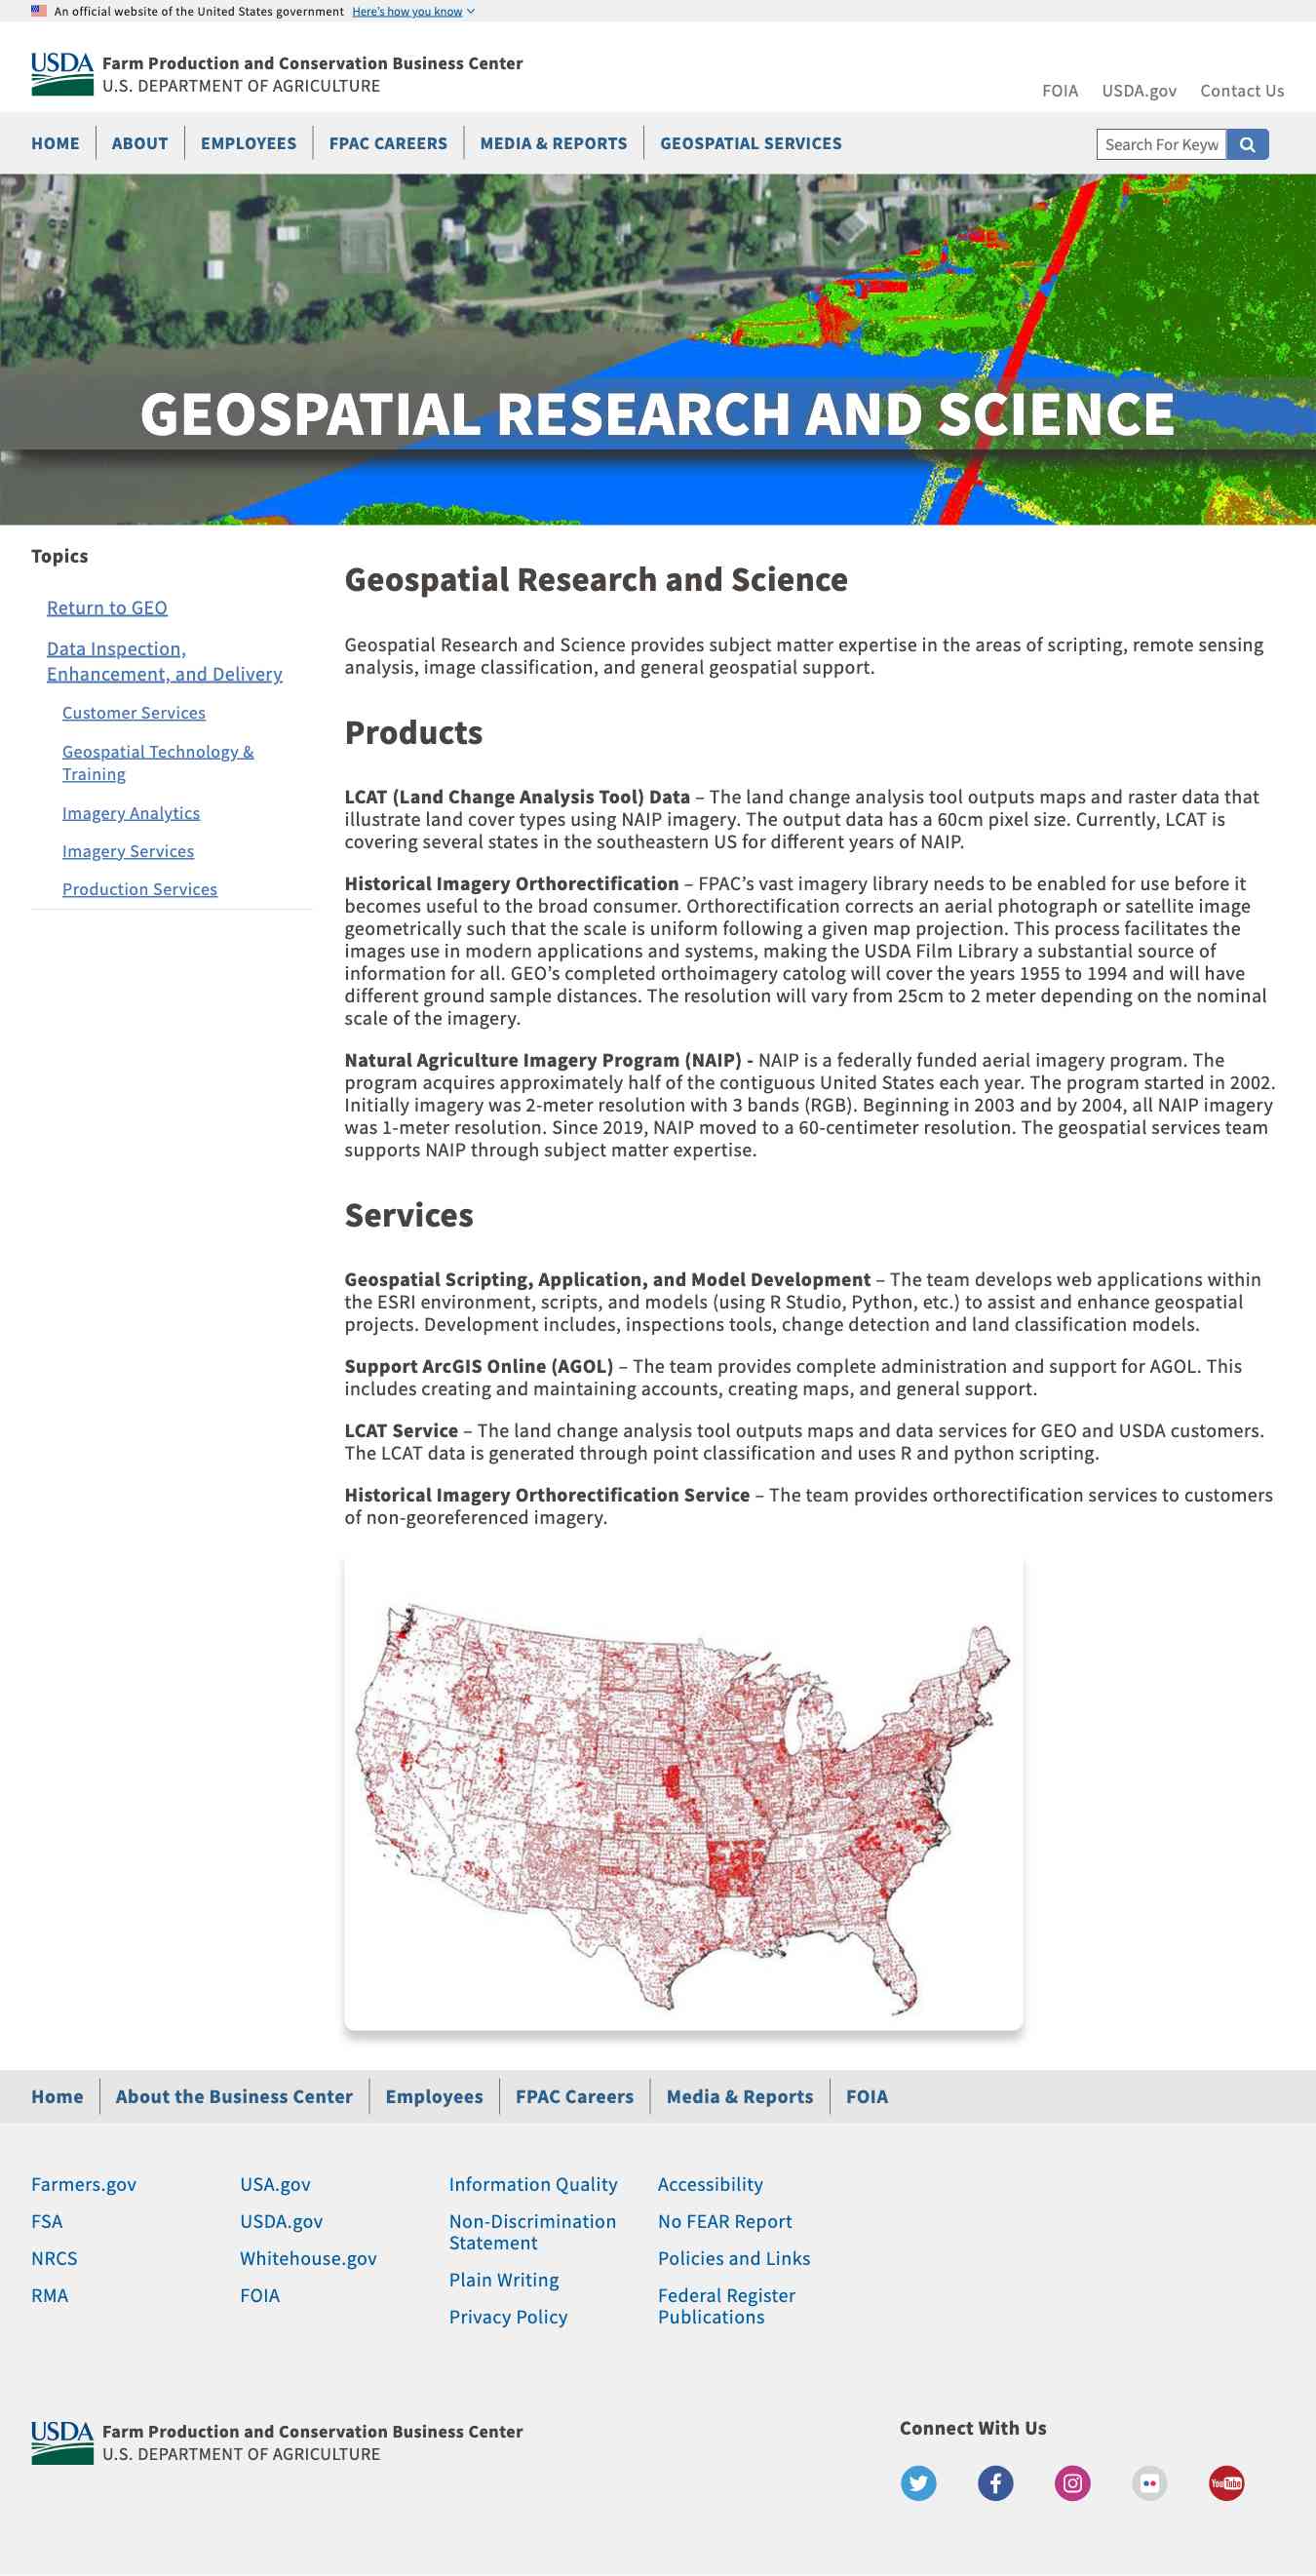 An official website of the United States government Here's how you know
USDA Farm Production and Conservation Business Center
U.S. DEPARTMENT OF AGRICULTURE
FOIA USDA.gov Contact Us
HOME ABOUT EMPLOYEES FPAC CAREERS MEDIA & REPORTS GEOSPATIAL SERVICES Search For Keyw
GEOSPATIAL RESEARCH AND SCIENCE
Topics
Return to GEO
Data Inspection,
Enhancement, and Delivery
Customer Services
Geospatial Technology &
Training
Imagery Analytics
Imagery Services
Production Services
Geospatial Research and Science
Geospatial Research and Science provides subject matter expertise in the areas of scripting, remote sensing
analysis, image classification, and general geospatial support.
Products
LCAT (Land Change Analysis Tool) Data – The land change analysis tool outputs maps and raster data that
illustrate land cover types using NAIP imagery. The output data has a 60cm pixel size. Currently, LCAT is
covering several states in the southeastern US for different years of NAIP.
Historical Imagery Orthorectification – FPAC’s vast imagery library needs to be enabled for use before it
becomes useful to the broad consumer. Orthorectification corrects an aerial photograph or satellite image
geometrically such that the scale is uniform following a given map projection. This process facilitates the
images use in modern applications and systems, making the USDA Film Library a substantial source of
information for all. GEO’s completed orthoimagery catolog will cover the years 1955 to 1994 and will have
different ground sample distances. The resolution will vary from 25cm to 2 meter depending on the nominal
scale of the imagery.
Natural Agriculture Imagery Program (NAIP) - NAIP is a federally funded aerial imagery program. The
program acquires approximately half of the contiguous United States each year. The program started in 2002.
Initially imagery was 2-meter resolution with 3 bands (RGB). Beginning in 2003 and by 2004, all NAIP imagery
was 1-meter resolution. Since 2019, NAIP moved to a 60-centimeter resolution. The geospatial services team
supports NAIP through subject matter expertise.
Services
Geospatial Scripting, Application, and Model Development – The team develops web applications within
the ESRI environment, scripts, and models (using R Studio, Python, etc.) to assist and enhance geospatial
projects. Development includes, inspections tools, change detection and land classification models.
Support ArcGIS Online (AGOL) – The team provides complete administration and support for AGOL. This
includes creating and maintaining accounts, creating maps, and general support.
LCAT Service – The land change analysis tool outputs maps and data services for GEO and USDA customers.
The LCAT data is generated through point classification and uses R and python scripting.
Historical Imagery Orthorectification Service – The team provides orthorectification services to customers
of non-georeferenced imagery.
Home About the Business Center Employees FPAC Careers Media & Reports FOIA
Farmers.gov
FSA
NRCS
RMA
USA.gov
USDA.gov
Whitehouse.gov
FOIA
Information Quality
Non-Discrimination
Statement
Plain Writing
Privacy Policy
Accessibility
No FEAR Report
Policies and Links
Federal Register
Publications
USDA Farm Production and Conservation Business Center
U.S. DEPARTMENT OF AGRICULTURE
Connect With Us
YouTube